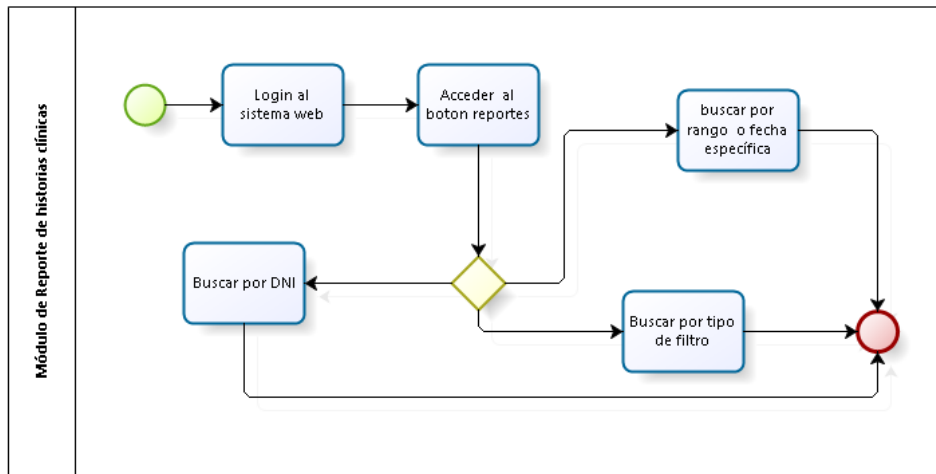 Módulo de Reporte de historias clínicas
Login al
sistema web
Acceder al
boton reportes
buscar por
rango o fecha
específica
Buscar por DNI
Buscar por tipo
de filtro